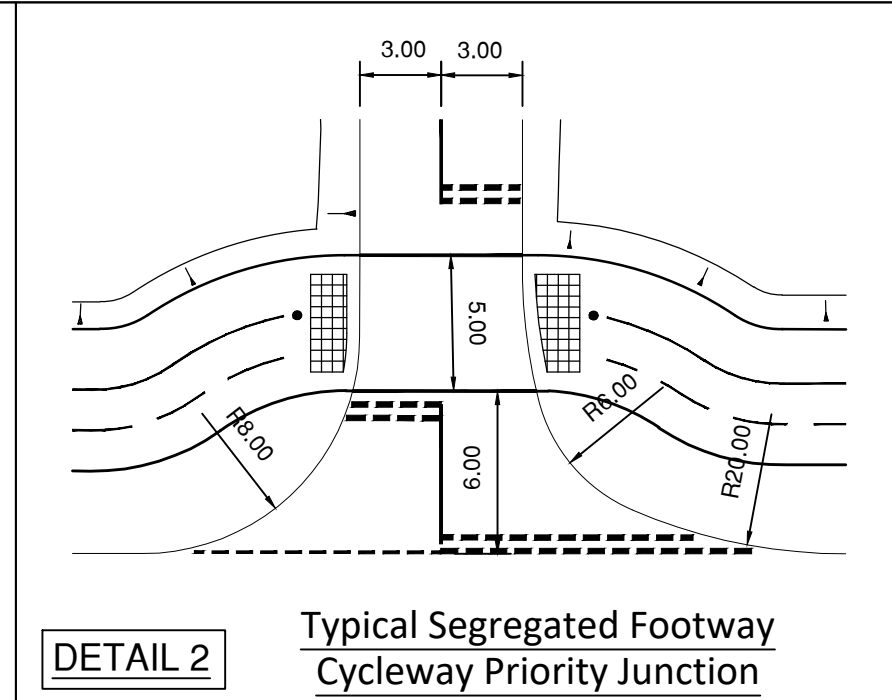 3.00 3.00
5.00
R8.00
6.00
R6.00
R20.00
DETAIL 2
Typical Segregated Footway
Cycleway Priority Junction